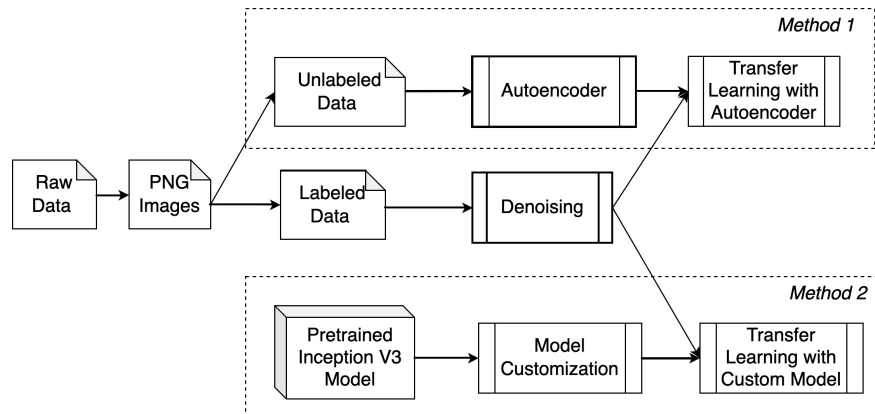 Method 1
Unlabeled
Data
Autoencoder
Transfer
Learning with
Autoencoder
Raw
Data
PNG
Images
Labeled
Data
Denoising
Method 2
Pretrained
Inception V3
Model
Model
Customization
Transfer
Learning with
Custom Model